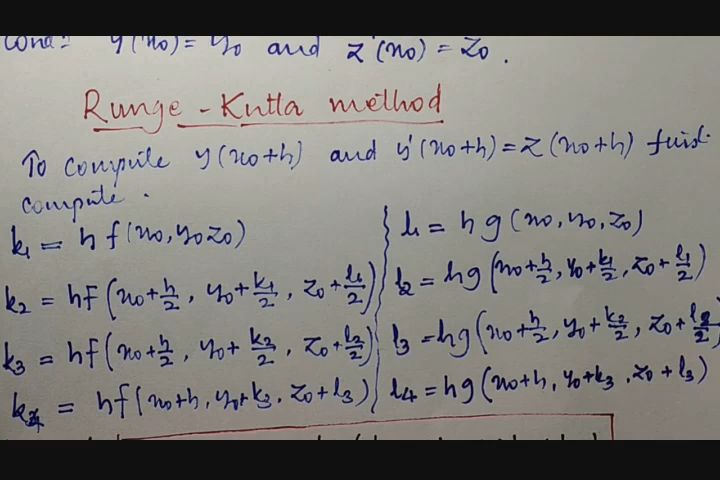 Cond: y(x0) = y0 and z(x0) = z0.
Runge-Kutta method
To compute y(x0+h) and y'(x0+h) = z(x0+h) first
compute.
k1 = hf(x0, y0 z0)
l1 = hg(x0, y0, z0)
k2 = hf(x0+h/2, y0+k1/2, z0+l1/2)
l2 = hg(x0+h/2, y0+k1/2, z0+l1/2)
k3 = hf(x0+h/2, y0+k2/2, z0+l2/2)
l3 = hg(x0+h/2, y0+k2/2, z0+l2/2)
k4 = hf(x0+h, y0+k3, z0+l3)
l4 = hg(x0+h, y0+k3, z0+l3)